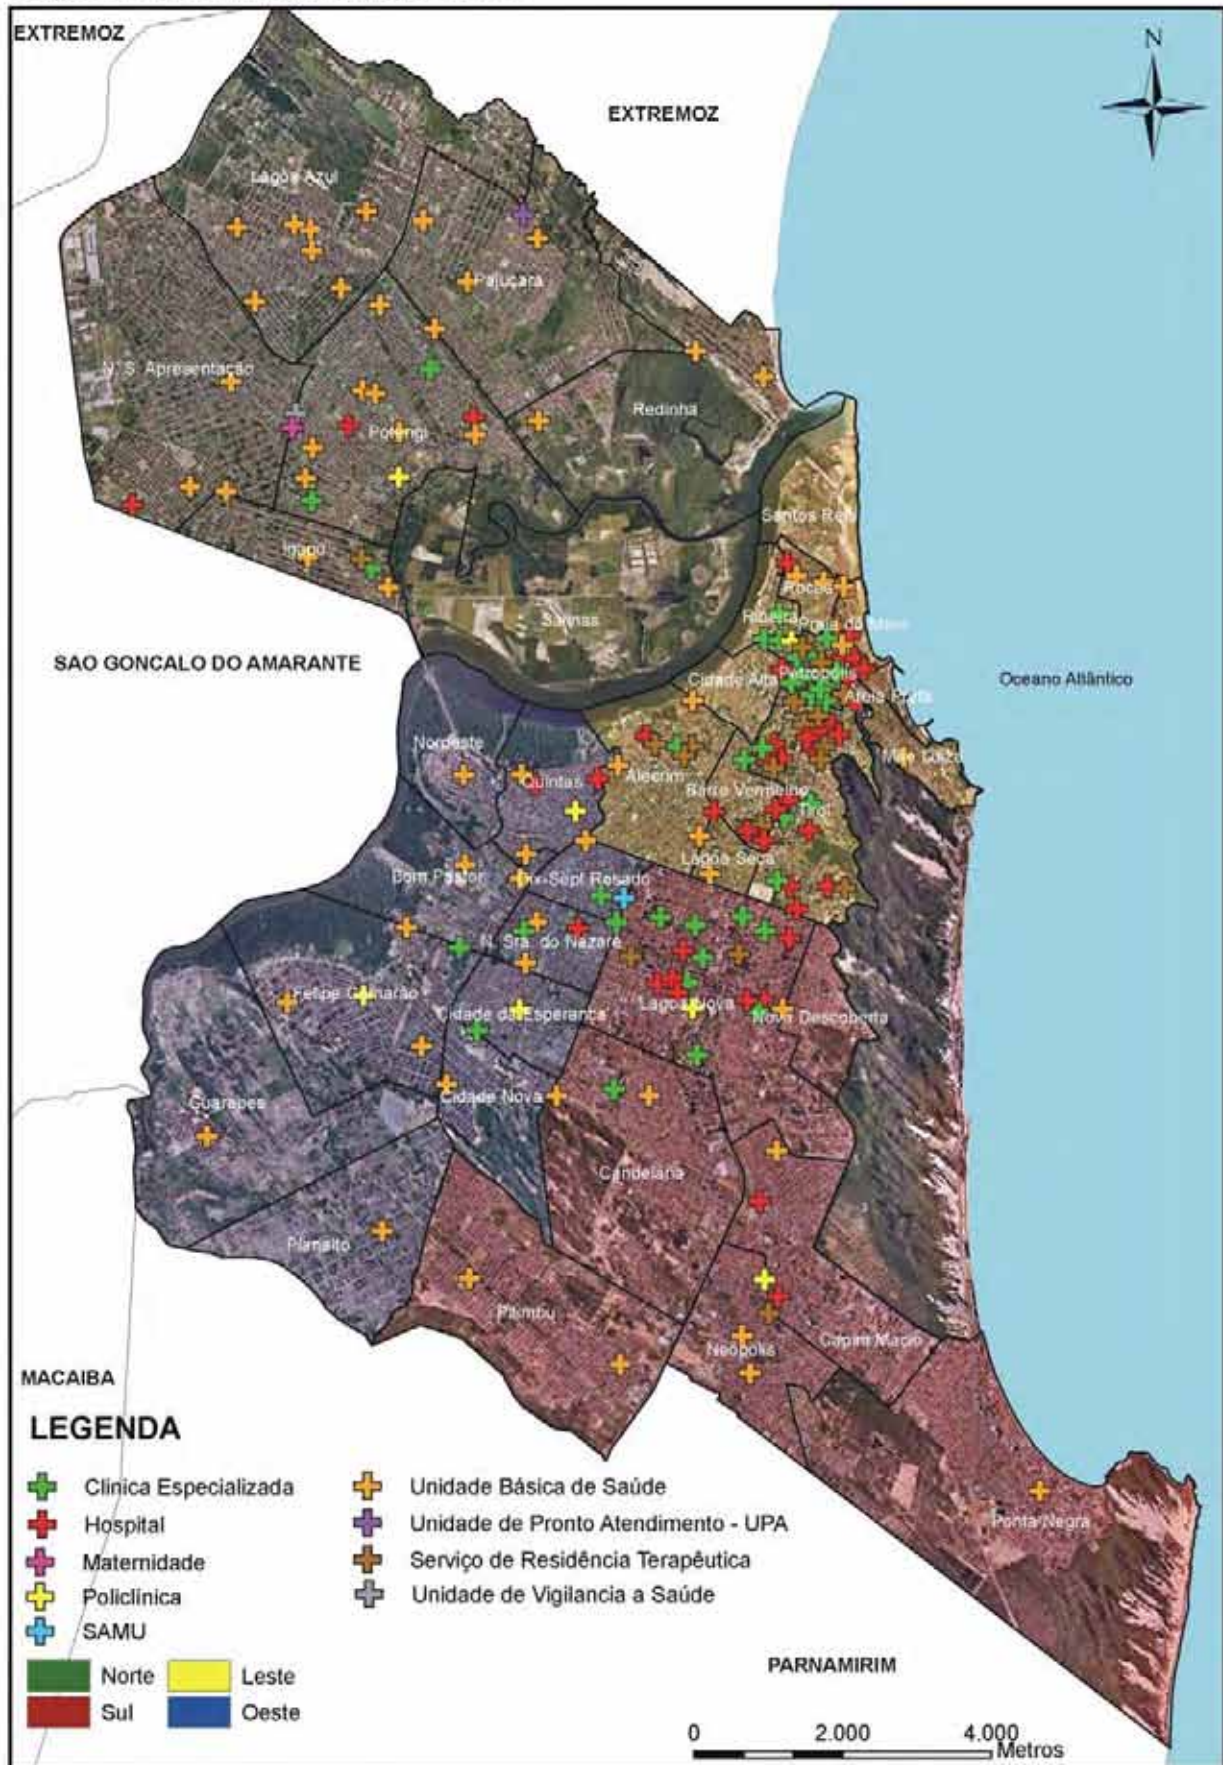 EXTREMOZ
N
EXTREMOZ
Lagoa Azul
Pajuçara
N. S. Apresentação
Redinha
Potengi
Santos Reis
Igapó
Rocas
Salinas
Ribeira
Praia do Meio
SAO GONCALO DO AMARANTE
Petrópolis
Cidade Alta
Areia Preta
Oceano Atlântico
Nordeste
Mãe Luiza
Quintas
Alecrim
Barro Vermelho
Tirol
Lagoa Seca
Bom Pastor
Dix-Sept Rosado
N. Sra. do Nazaré
Felipe Camarão
Lagoa Nova
Cidade da Esperança
Nova Descoberta
Guarapes
Cidade Nova
Candelária
Planalto
Pitimbu
Capim Macio
Neópolis
MACAIBA
Ponta Negra
LEGENDA
Clinica Especializada
Hospital
Maternidade
Policlínica
SAMU
Unidade Básica de Saúde
Unidade de Pronto Atendimento - UPA
Serviço de Residência Terapêutica
Unidade de Vigilancia a Saúde
Norte
Leste
Sul
Oeste
PARNAMIRIM
0 2.000 4.000
Metros